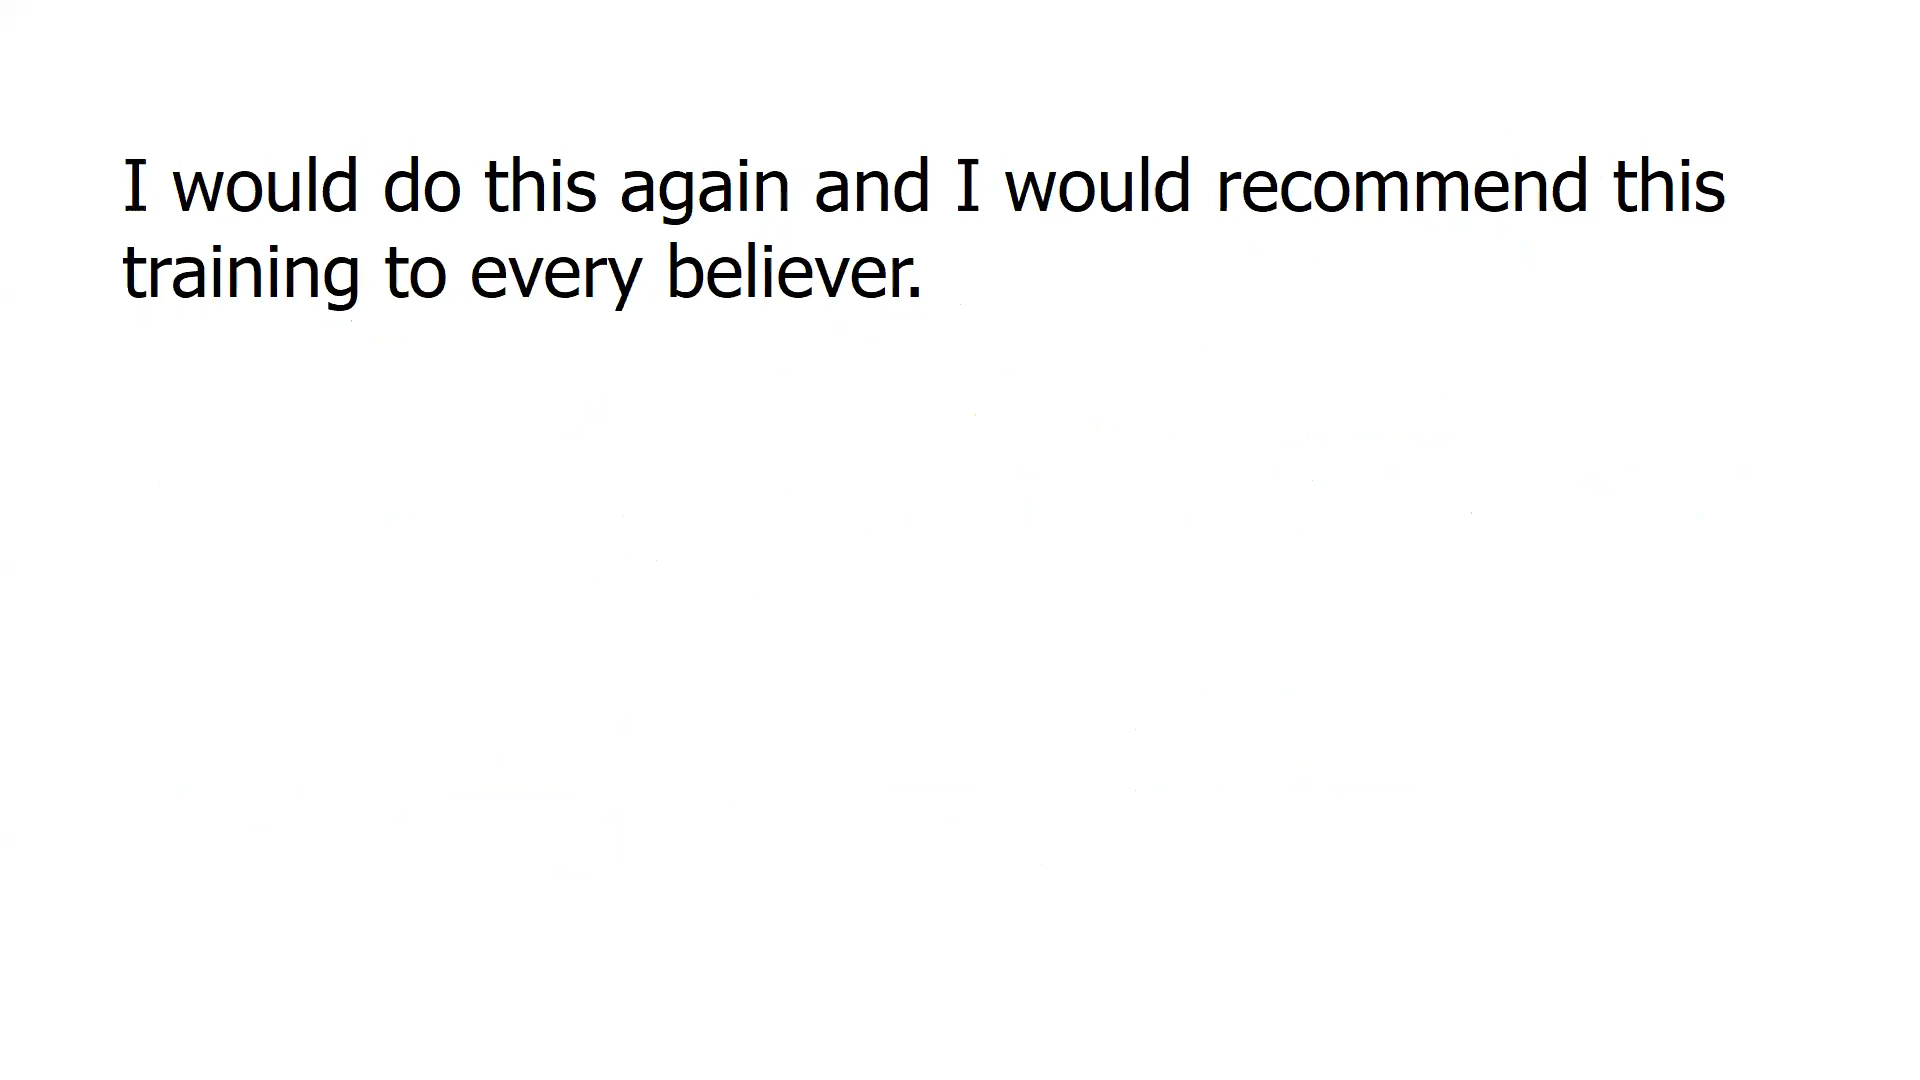 I would do this again and I would recommend this
training to every believer.